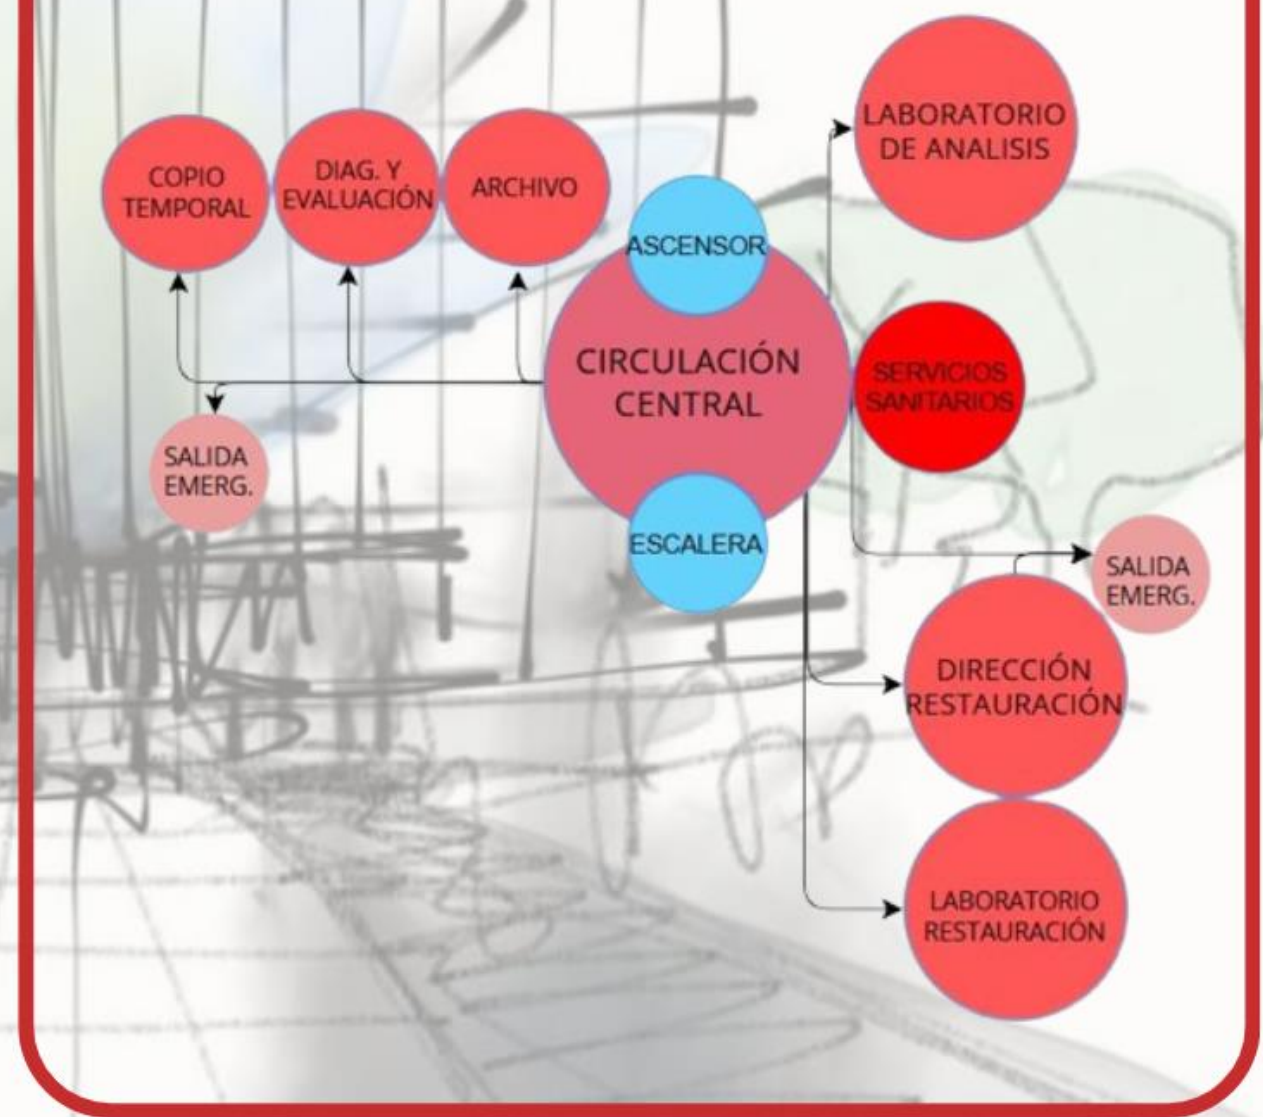 LABORATORIO
DE ANALISIS
COPIO
TEMPORAL
DIAG. Y
EVALUACIÓN
ARCHIVO
ASCENSOR
CIRCULACIÓN
CENTRAL
SERVICIOS
SANITARIOS
SALIDA
EMERG.
ESCALERA
SALIDA
EMERG.
DIRECCIÓN
RESTAURACIÓN
LABORATORIO
RESTAURACIÓN